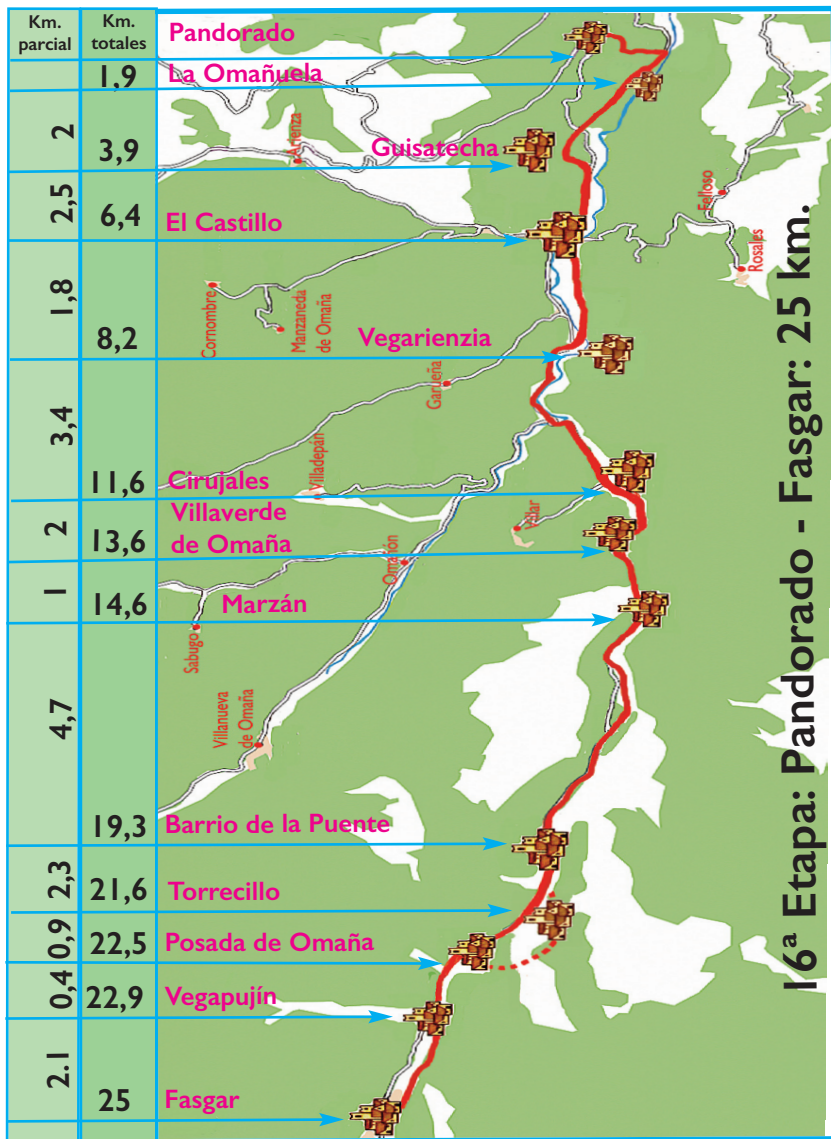 Km.
parcial
Km.
totales
Pandorado
1,9
La Omañuela
2
3,9
Guisatecha
2,5
6,4
El Castillo
1,8
8,2
Vegarienzia
3,4
11,6
Cirujales
2
13,6
Villaverde
de Omaña
1
14,6
Marzán
4,7
19,3
Barrio de la Puente
2,3
21,6
Torrecillo
0,9
22,5
Posada de Omaña
0,4
22,9
Vegapujín
2.1
25
Fasgar
Arienza
Cornombre
Manzaneda
de Omaña
Garueña
Villadepán
Omañón
Sabugo
Villanueva
de Omaña
Villar
Felloso
Rosales
16ª Etapa: Pandorado - Fasgar: 25 km.